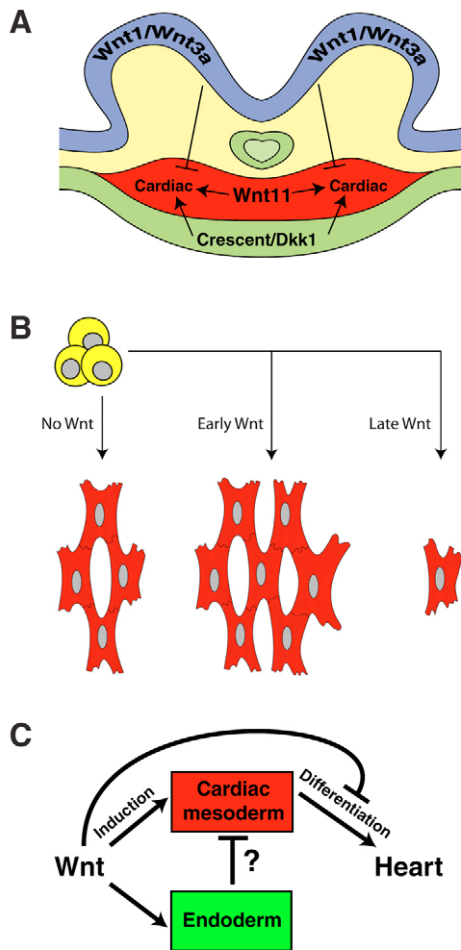 A
Wnt1/Wnt3a Wnt1/Wnt3a
Cardiac Wnt11 Cardiac
Crescent/Dkk1
B
No Wnt Early Wnt Late Wnt
C
Induction Cardiac mesoderm Differentiation
Wnt ? Heart
Endoderm